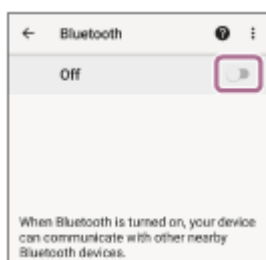 Bluetooth
Off
When Bluetooth is turned on, your device
can communicate with other nearby
Bluetooth devices.